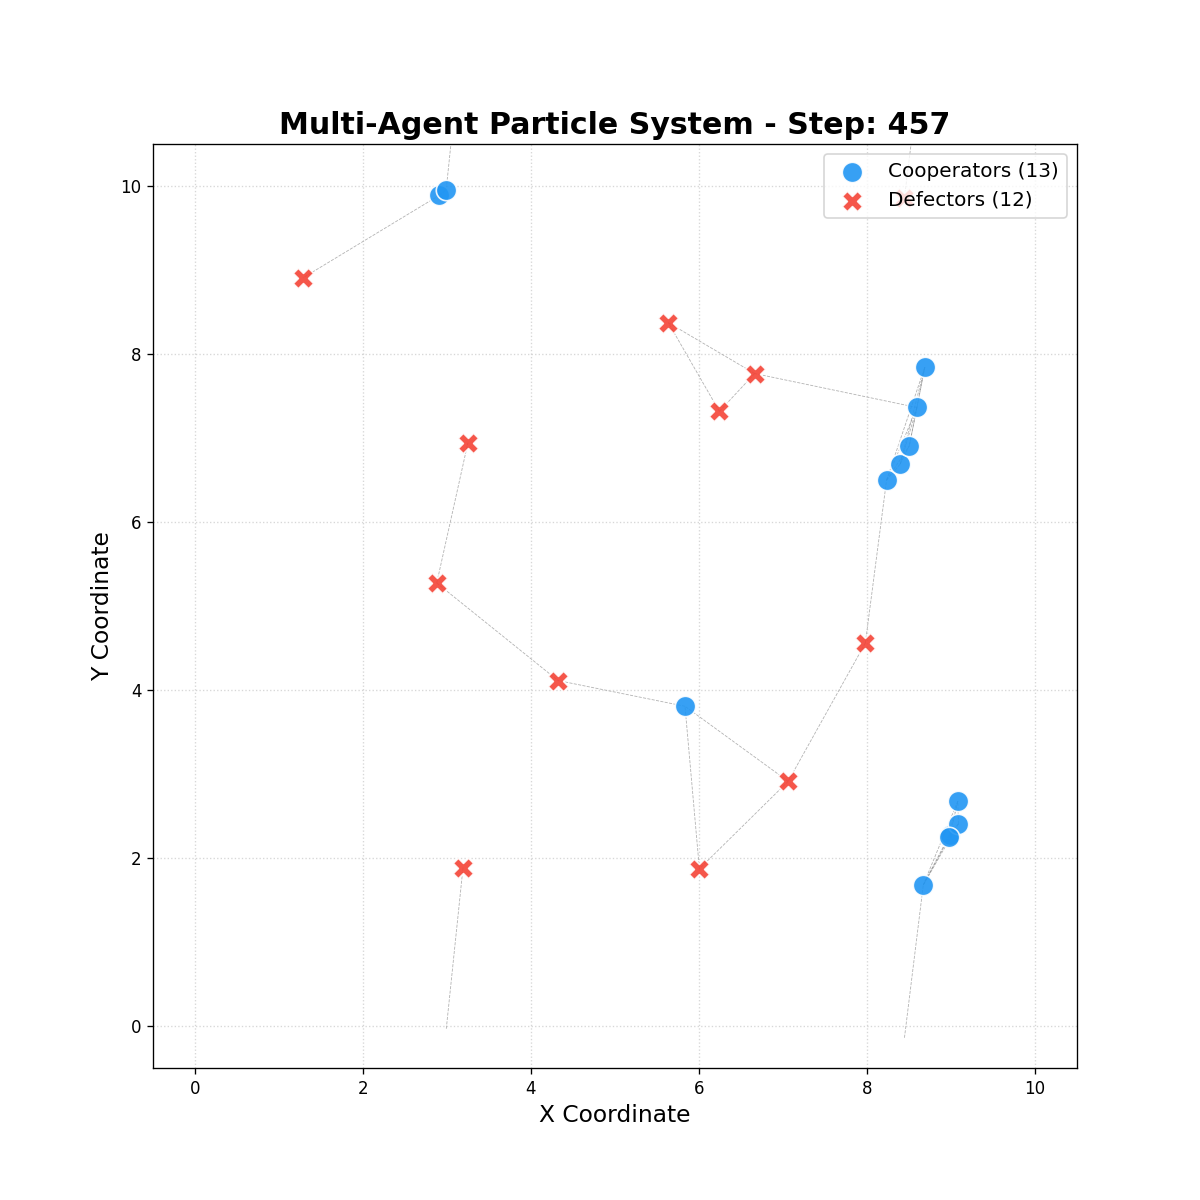 Multi-Agent Particle System - Step: 457
Cooperators (13)
Defectors (12)
10
8
6
4
2
0
Y Coordinate
0 2 4 6 8 10
X Coordinate